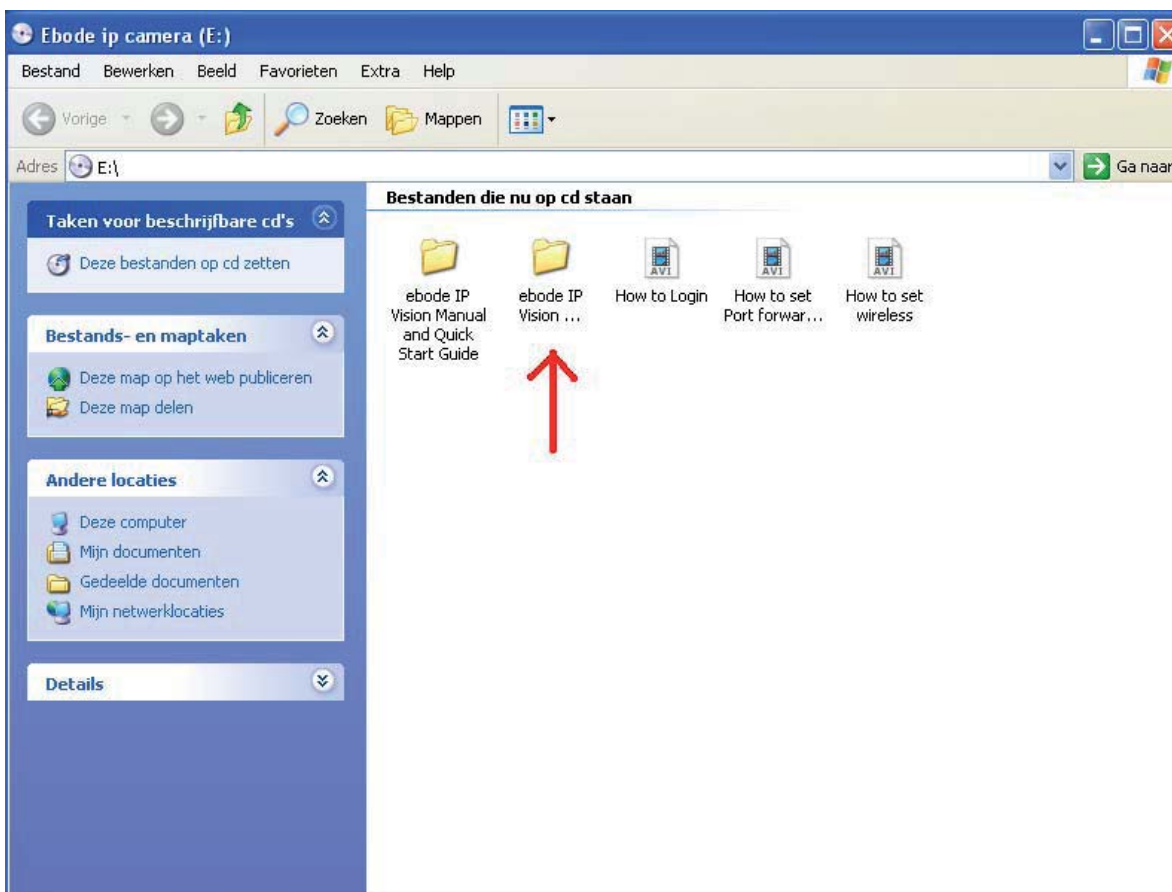 Ebode ip camera (E:)
Bestand Bewerken Beeld Favorieten Extra Help
Vorige Zoeken Mappen
Adres E:\ Ga naar
Taken voor beschrijfbare cd's
Deze bestanden op cd zetten
Bestands- en maptaken
Deze map op het web publiceren
Deze map delen
Andere locaties
Deze computer
Mijn documenten
Gedeelde documenten
Mijn netwerklocaties
Details
Bestanden die nu op cd staan
ebode IP
Vision Manual
and Quick
Start Guide
ebode IP
Vision ...
AVI
How to Login
AVI
How to set
Port forwar...
AVI
How to set
wireless